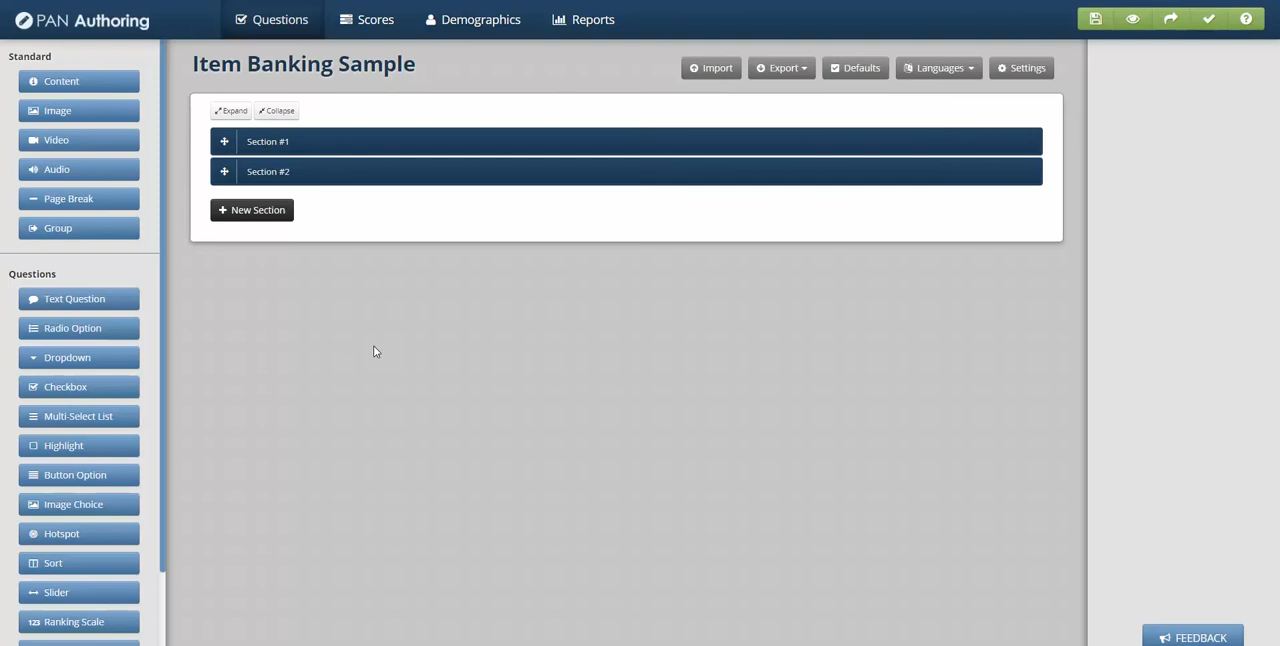 PAN Authoring
Questions
Scores
Demographics
Reports
Standard
Content
Image
Video
Audio
Page Break
Group
Questions
Text Question
Radio Option
Dropdown
Checkbox
Multi-Select List
Highlight
Button Option
Image Choice
Hotspot
Sort
Slider
123 Ranking Scale
Item Banking Sample
Import
Export
Defaults
Languages
Settings
Expand
Collapse
Section #1
Section #2
New Section
FEEDBACK